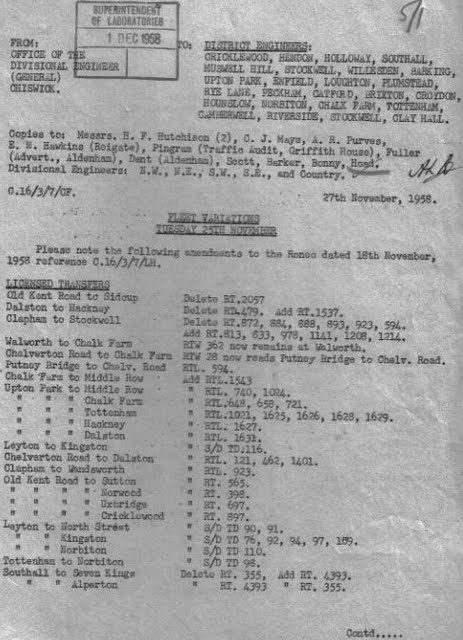 5/1
SUPERINTENDENT
OF LABORATORIES
1 DEC 1958
FROM: TO: DISTRICT ENGINEERS:
OFFICE OF THE CRICKLEWOOD, HENDON, HOLLOWAY, SOUTHALL,
DIVISIONAL ENGINEER MUSWELL HILL, STOCKWELL, WILLESDEN, BARKING,
(GENERAL) UPTON PARK, ENFIELD, LOUGHTON, PLUMSTEAD,
CHISWICK. RYE LANE, PECKHAM, CATFORD, BRIXTON, CROYDON,
HOUNSLOW, NORBITON, CHALK FARM, TOTTENHAM,
CAMBERWELL, RIVERSIDE, STOCKWELL, CLAY HALL.
Copies to: Messrs. H. F. Hutchison (2), C. J. Mays, A. R. Purves,
E. N. Hawkins (Reigate), Pingram (Traffic Audit, Griffith House), Fuller
(Advert., Aldenham), Dent (Aldenham), Scott, Barker, Bonny, Hoad.
Divisional Engineers: N.W., N.E., S.W., S.E., and Country.
C.16/3/7/CF. 27th November, 1958.
FLEET VARIATIONS
TUESDAY 25TH NOVEMBER
Please note the following amendments to the Roneo dated 18th November,
1958 reference C.16/3/7/LH.
LICENSED TRANSFERS
Old Kent Road to Sidcup Delete RT.2057
Dalston to Hackney Delete RT.479. Add RT.1537.
Clapham to Stockwell Delete RT.872, 884, 888, 893, 923, 594.
Add RT.813, 833, 978, 1141, 1208, 1214.
Walworth to Chalk Farm RTW 362 now remains at Walworth.
Chelverton Road to Chalk Farm RTW 28 now reads Putney Bridge to Chelv. Road.
Putney Bridge to Chelv. Road RTL. 594.
Chalk Farm to Middle Row Add RTL.1543
Upton Park to Middle Row " RTL. 740, 1024.
" " " Chalk Farm " RTL.648, 658, 721.
" " " Tottenham " RTL.1021, 1625, 1626, 1628, 1629.
" " " Hackney " RTL. 1627.
" " " Dalston " RTL. 1631.
Leyton to Kingston " S/D TD.116.
Chelverton Road to Dalston " RTL. 121, 462, 1401.
Clapham to Wandsworth " RTL. 923.
Old Kent Road to Sutton " RT. 565.
" " " " Norwood " RT. 398.
" " " " Uxbridge " RT. 697.
" " " " Cricklewood " RT. 897.
Leyton to North Street " S/D TD 90, 91.
" " Kingston " S/D TD 76, 92, 94, 97, 109.
" " Norbiton " S/D TD 110.
Tottenham to Norbiton " S/D TD 98.
Southall to Seven Kings Delete RT. 355, Add RT. 4393.
" " Alperton " RT. 4393 " RT. 355.
Contd.....